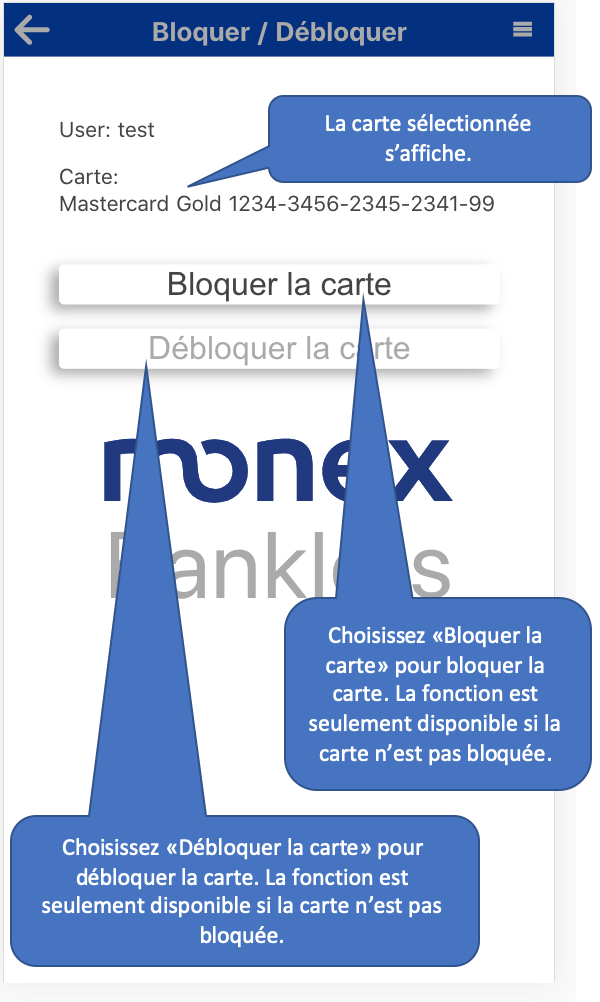 Bloquer / Débloquer
La carte sélectionnée
s’affiche.
User: test
Carte:
Mastercard Gold 1234-3456-2345-2341-99
Bloquer la carte
Débloquer la carte
monex
Choisissez «Bloquer la
carte» pour bloquer la
carte. La fonction est
seulement disponible si la
carte n’est pas bloquée.
Choisissez «Débloquer la carte» pour
débloquer la carte. La fonction est
seulement disponible si la carte n’est pas
bloquée.